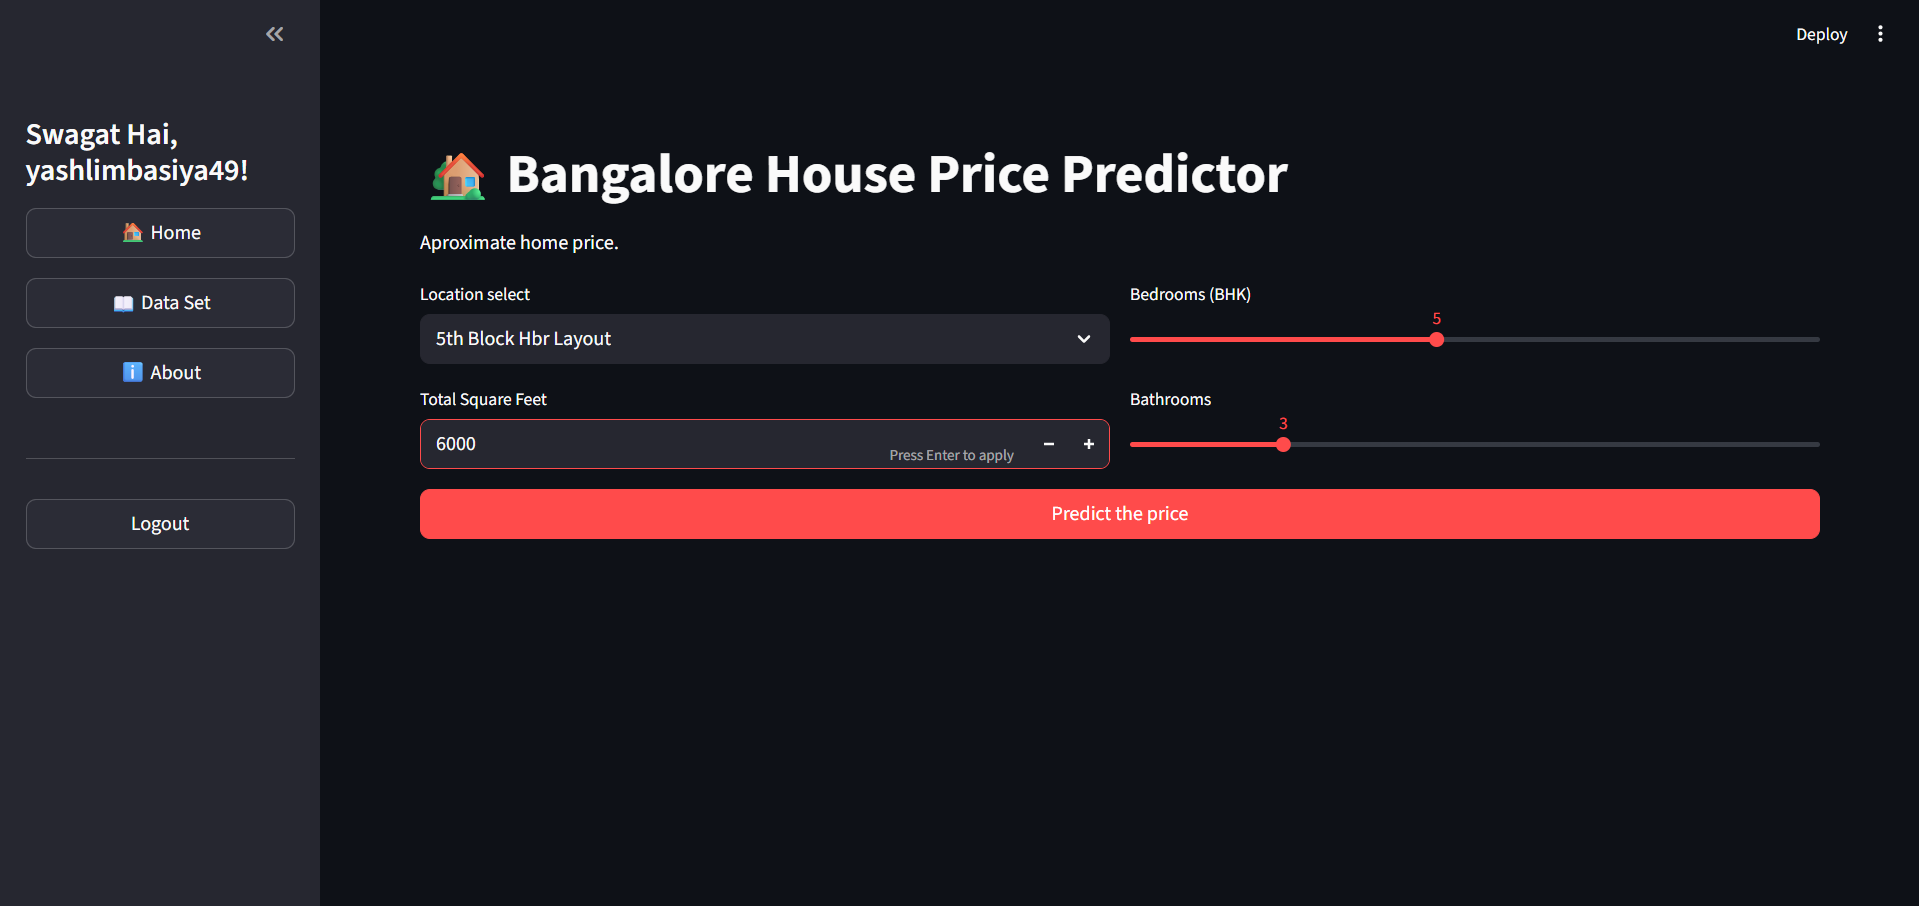 Deploy
Swagat Hai,
yashlimbasiya49!
Home
Data Set
About
Logout
Bangalore House Price Predictor
Aproximate home price.
Location select
5th Block Hbr Layout
Bedrooms (BHK)
5
Total Square Feet
6000
Press Enter to apply
Bathrooms
3
Predict the price